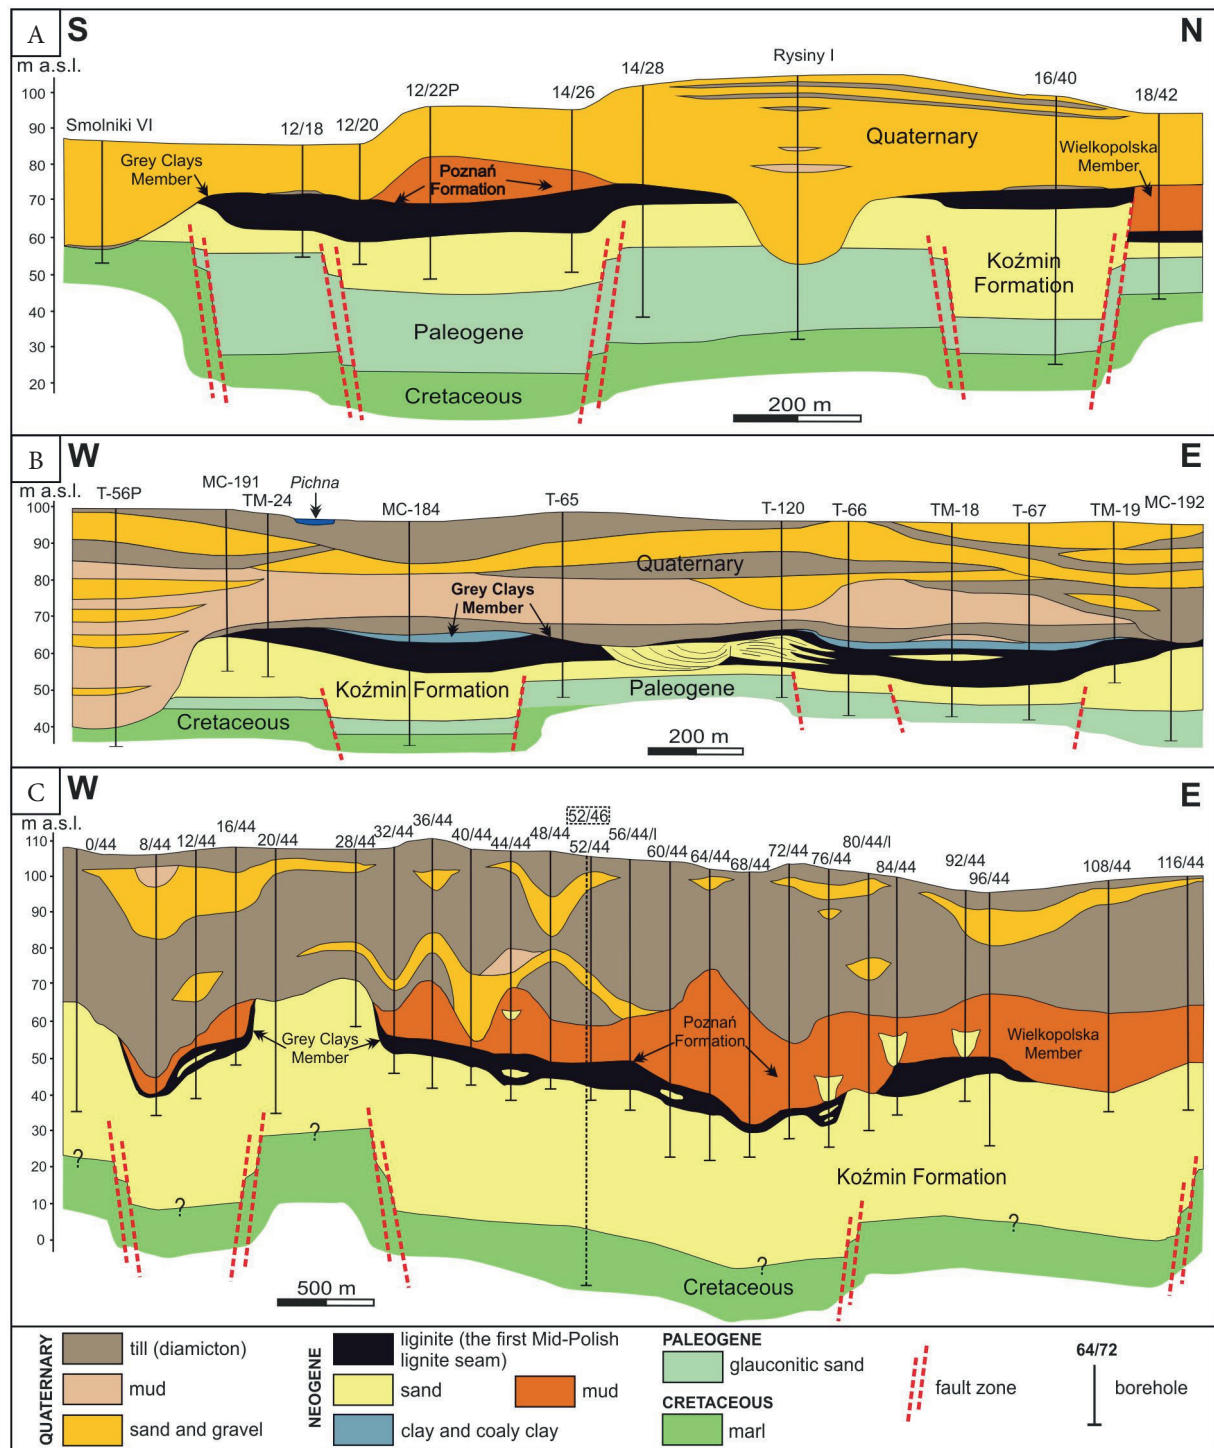 A
S
N
m a.s.l.
100
90
80
70
60
50
40
30
20
Smolniki VI
12/18
12/20
12/22P
14/26
14/28
Rysiny I
16/40
18/42
Grey Clays
Member
Poznań
Formation
Quaternary
Wielkopolska
Member
Koźmin
Formation
Paleogene
Cretaceous
200 m
B
W
E
m a.s.l.
100
90
80
70
60
50
40
T-56P
MC-191
TM-24
Pichna
MC-184
T-65
T-120
T-66
TM-18
T-67
TM-19
MC-192
Quaternary
Grey Clays
Member
Koźmin Formation
Paleogene
Cretaceous
200 m
C
W
E
m a.s.l.
110
100
90
80
70
60
50
40
30
20
10
0
0/44
8/44
12/44
16/44
20/44
28/44
32/44
36/44
40/44
44/44
48/44
52/46
52/44
56/44/I
60/44
64/44
68/44
72/44
76/44
80/44/I
84/44
92/44
96/44
108/44
116/44
Grey Clays
Member
Poznań
Formation
Wielkopolska
Member
Koźmin Formation
?
?
?
?
?
Cretaceous
500 m
QUATERNARY
till (diamicton)
mud
sand and gravel
NEOGENE
liginite (the first Mid-Polish
lignite seam)
sand
mud
clay and coaly clay
PALEOGENE
glauconitic sand
CRETACEOUS
marl
fault zone
64/72
borehole